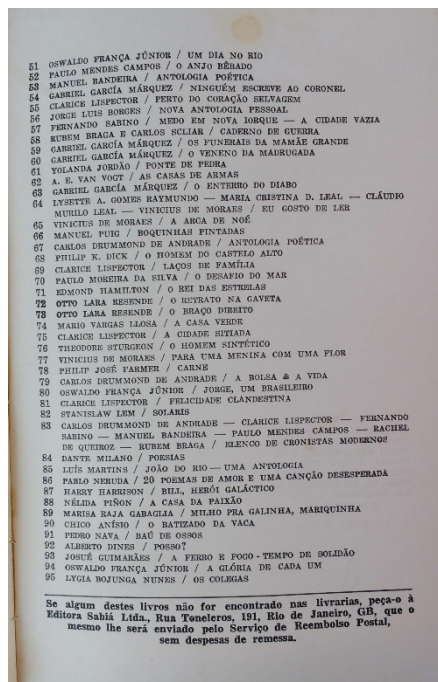 51 OSWALDO FRANÇA JÚNIOR / UM DIA NO RIO
52 PAULO MENDES CAMPOS / O ANJO BÊBADO
53 MANUEL BANDEIRA / ANTOLOGIA POÉTICA
54 GABRIEL GARCÍA MÁRQUEZ / NINGUÉM ESCREVE AO CORONEL
55 CLARICE LISPECTOR / PERTO DO CORAÇÃO SELVAGEM
56 JORGE LUIS BORGES / NOVA ANTOLOGIA PESSOAL
57 FERNANDO SABINO / MEDO EM NOVA IORQUE — A CIDADE VAZIA
58 RUBEM BRAGA E CARLOS SCLIAR / CADERNO DE GUERRA
59 GABRIEL GARCÍA MÁRQUEZ / OS FUNERAIS DA MAMÃE GRANDE
60 GABRIEL GARCÍA MÁRQUEZ / O VENENO DA MADRUGADA
61 YOLANDA JORDÃO / PONTE DE PEDRA
62 A. E. VAN VOGT / AS CASAS DE ARMAS
63 GABRIEL GARCÍA MÁRQUEZ / O ENTERRO DO DIABO
64 LYSETTE A. GOMES RAYMUNDO — MARIA CRISTINA D. LEAL — CLÁUDIO
MURILO LEAL — VINICIUS DE MORAES / EU GOSTO DE LER
65 VINICIUS DE MORAES / A ARCA DE NOÉ
66 MANUEL PUIG / BOQUINHAS PINTADAS
67 CARLOS DRUMMOND DE ANDRADE / ANTOLOGIA POÉTICA
68 PHILIP K. DICK / O HOMEM DO CASTELO ALTO
69 CLARICE LISPECTOR / LAÇOS DE FAMÍLIA
70 PAULO MOREIRA DA SILVA / O DESAFIO DO MAR
71 EDMOND HAMILTON / O REI DAS ESTRELAS
72 OTTO LARA RESENDE / O RETRATO NA GAVETA
73 OTTO LARA RESENDE / O BRAÇO DIREITO
74 MARIO VARGAS LLOSA / A CASA VERDE
75 CLARICE LISPECTOR / A CIDADE SITIADA
76 THEODORE STURGEON / O HOMEM SINTÉTICO
77 VINICIUS DE MORAES / PARA UMA MENINA COM UMA FLOR
78 PHILIP JOSÉ FARMER / CARNE
79 CARLOS DRUMMOND DE ANDRADE / A BOLSA & A VIDA
80 OSWALDO FRANÇA JÚNIOR / JORGE, UM BRASILEIRO
81 CLARICE LISPECTOR / FELICIDADE CLANDESTINA
82 STANISLAW LEM / SOLARIS
83 CARLOS DRUMMOND DE ANDRADE — CLARICE LISPECTOR — FERNANDO
SABINO — MANUEL BANDEIRA — PAULO MENDES CAMPOS — RACHEL
DE QUEIROZ — RUBEM BRAGA / ELENCO DE CRONISTAS MODERNOS
84 DANTE MILANO / POESIAS
85 LUÍS MARTINS / JOÃO DO RIO — UMA ANTOLOGIA
86 PABLO NERUDA / 20 POEMAS DE AMOR E UMA CANÇÃO DESESPERADA
87 HARRY HARRISON / BILL, HERÓI GALÁCTICO
88 NÉLIDA PIÑON / A CASA DA PAIXÃO
89 MARISA RAJA GABAGLIA / MILHO PRA GALINHA, MARIQUINHA
90 CHICO ANÍSIO / O BATIZADO DA VACA
91 PEDRO NAVA / BAÚ DE OSSOS
92 ALBERTO DINES / POSSO?
93 JOSUÉ GUIMARÃES / A FERRO E FOGO - TEMPO DE SOLIDÃO
94 OSWALDO FRANÇA JÚNIOR / A GLÓRIA DE CADA UM
95 LYGIA BOJUNGA NUNES / OS COLEGAS
Se algum destes livros não for encontrado nas livrarias, peça-o à
Editora Sabiá Ltda., Rua Toneleros, 191, Rio de Janeiro, GB, que o
mesmo lhe será enviado pelo Serviço de Reembolso Postal,
sem despesas de remessa.